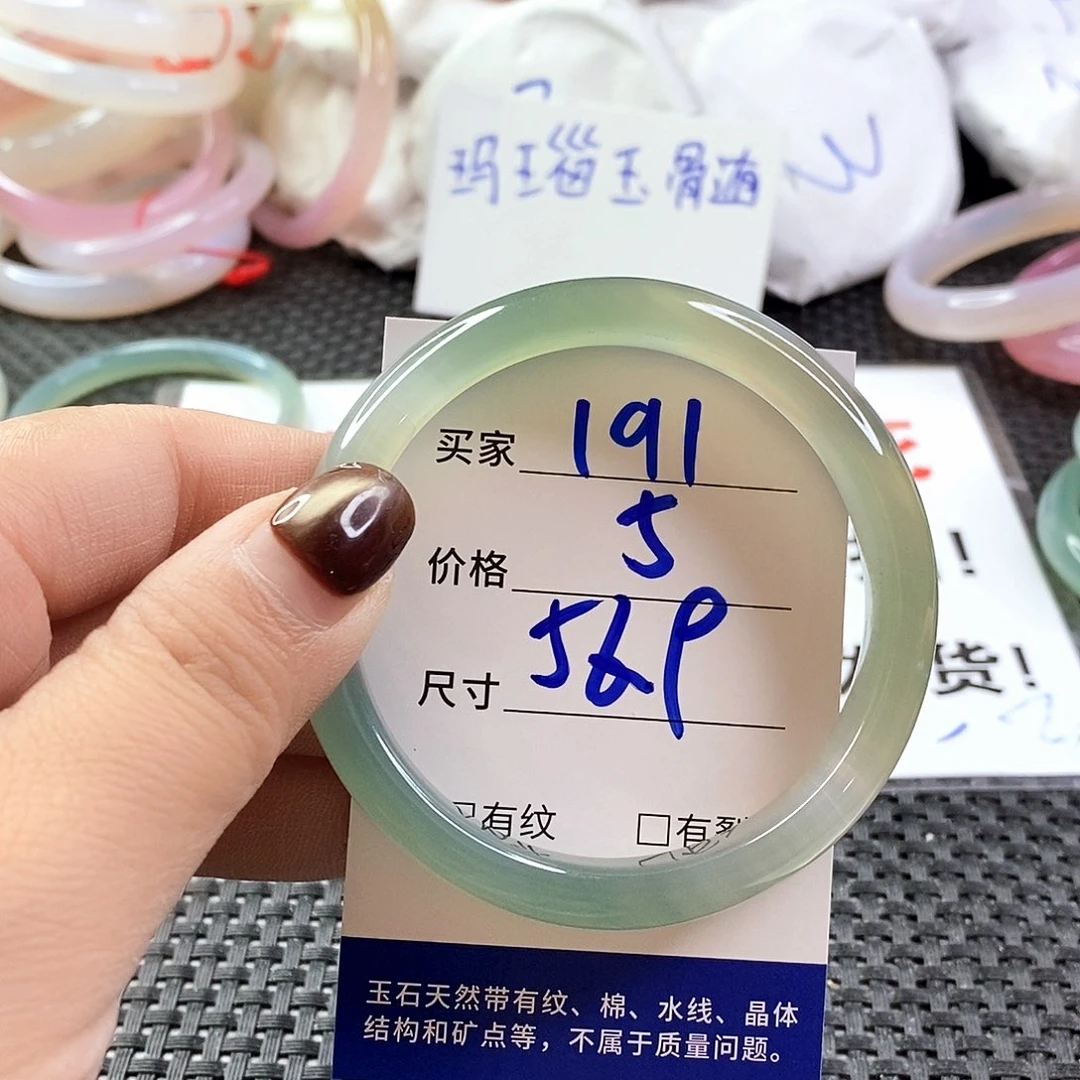 玛瑙玉骨髓
买家 191
价格 5
尺寸 569
货!
有纹 □有裂
玉石天然带有纹、棉、水线、晶体
结构和矿点等，不属于质量问题。